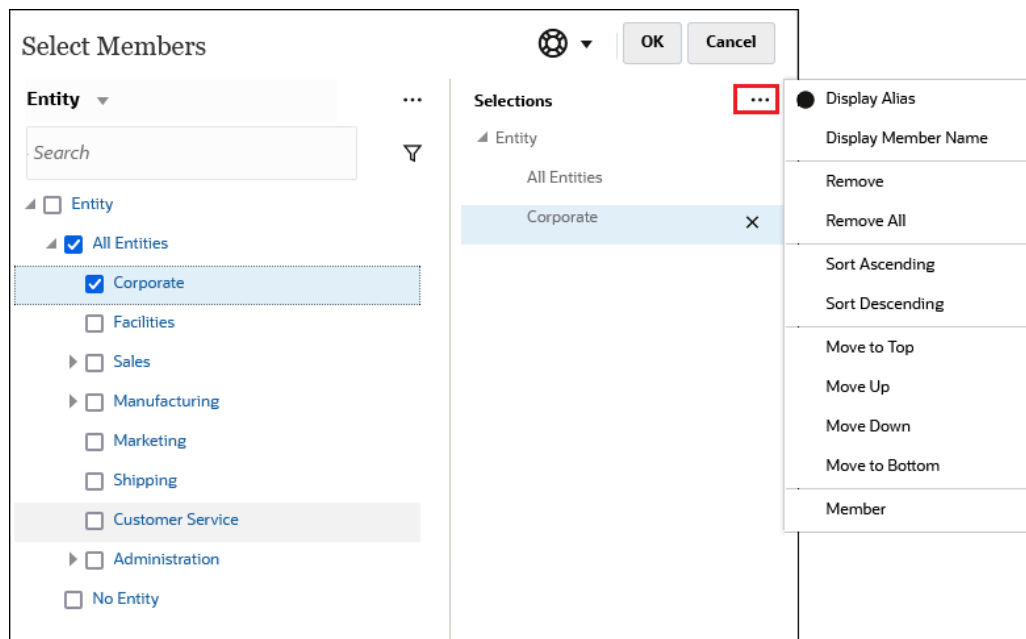 Select Members
OK
Cancel
Entity
Search
Entity
All Entities
Corporate
Facilities
Sales
Manufacturing
Marketing
Shipping
Customer Service
Administration
No Entity
Selections
Entity
All Entities
Corporate
Display Alias
Display Member Name
Remove
Remove All
Sort Ascending
Sort Descending
Move to Top
Move Up
Move Down
Move to Bottom
Member